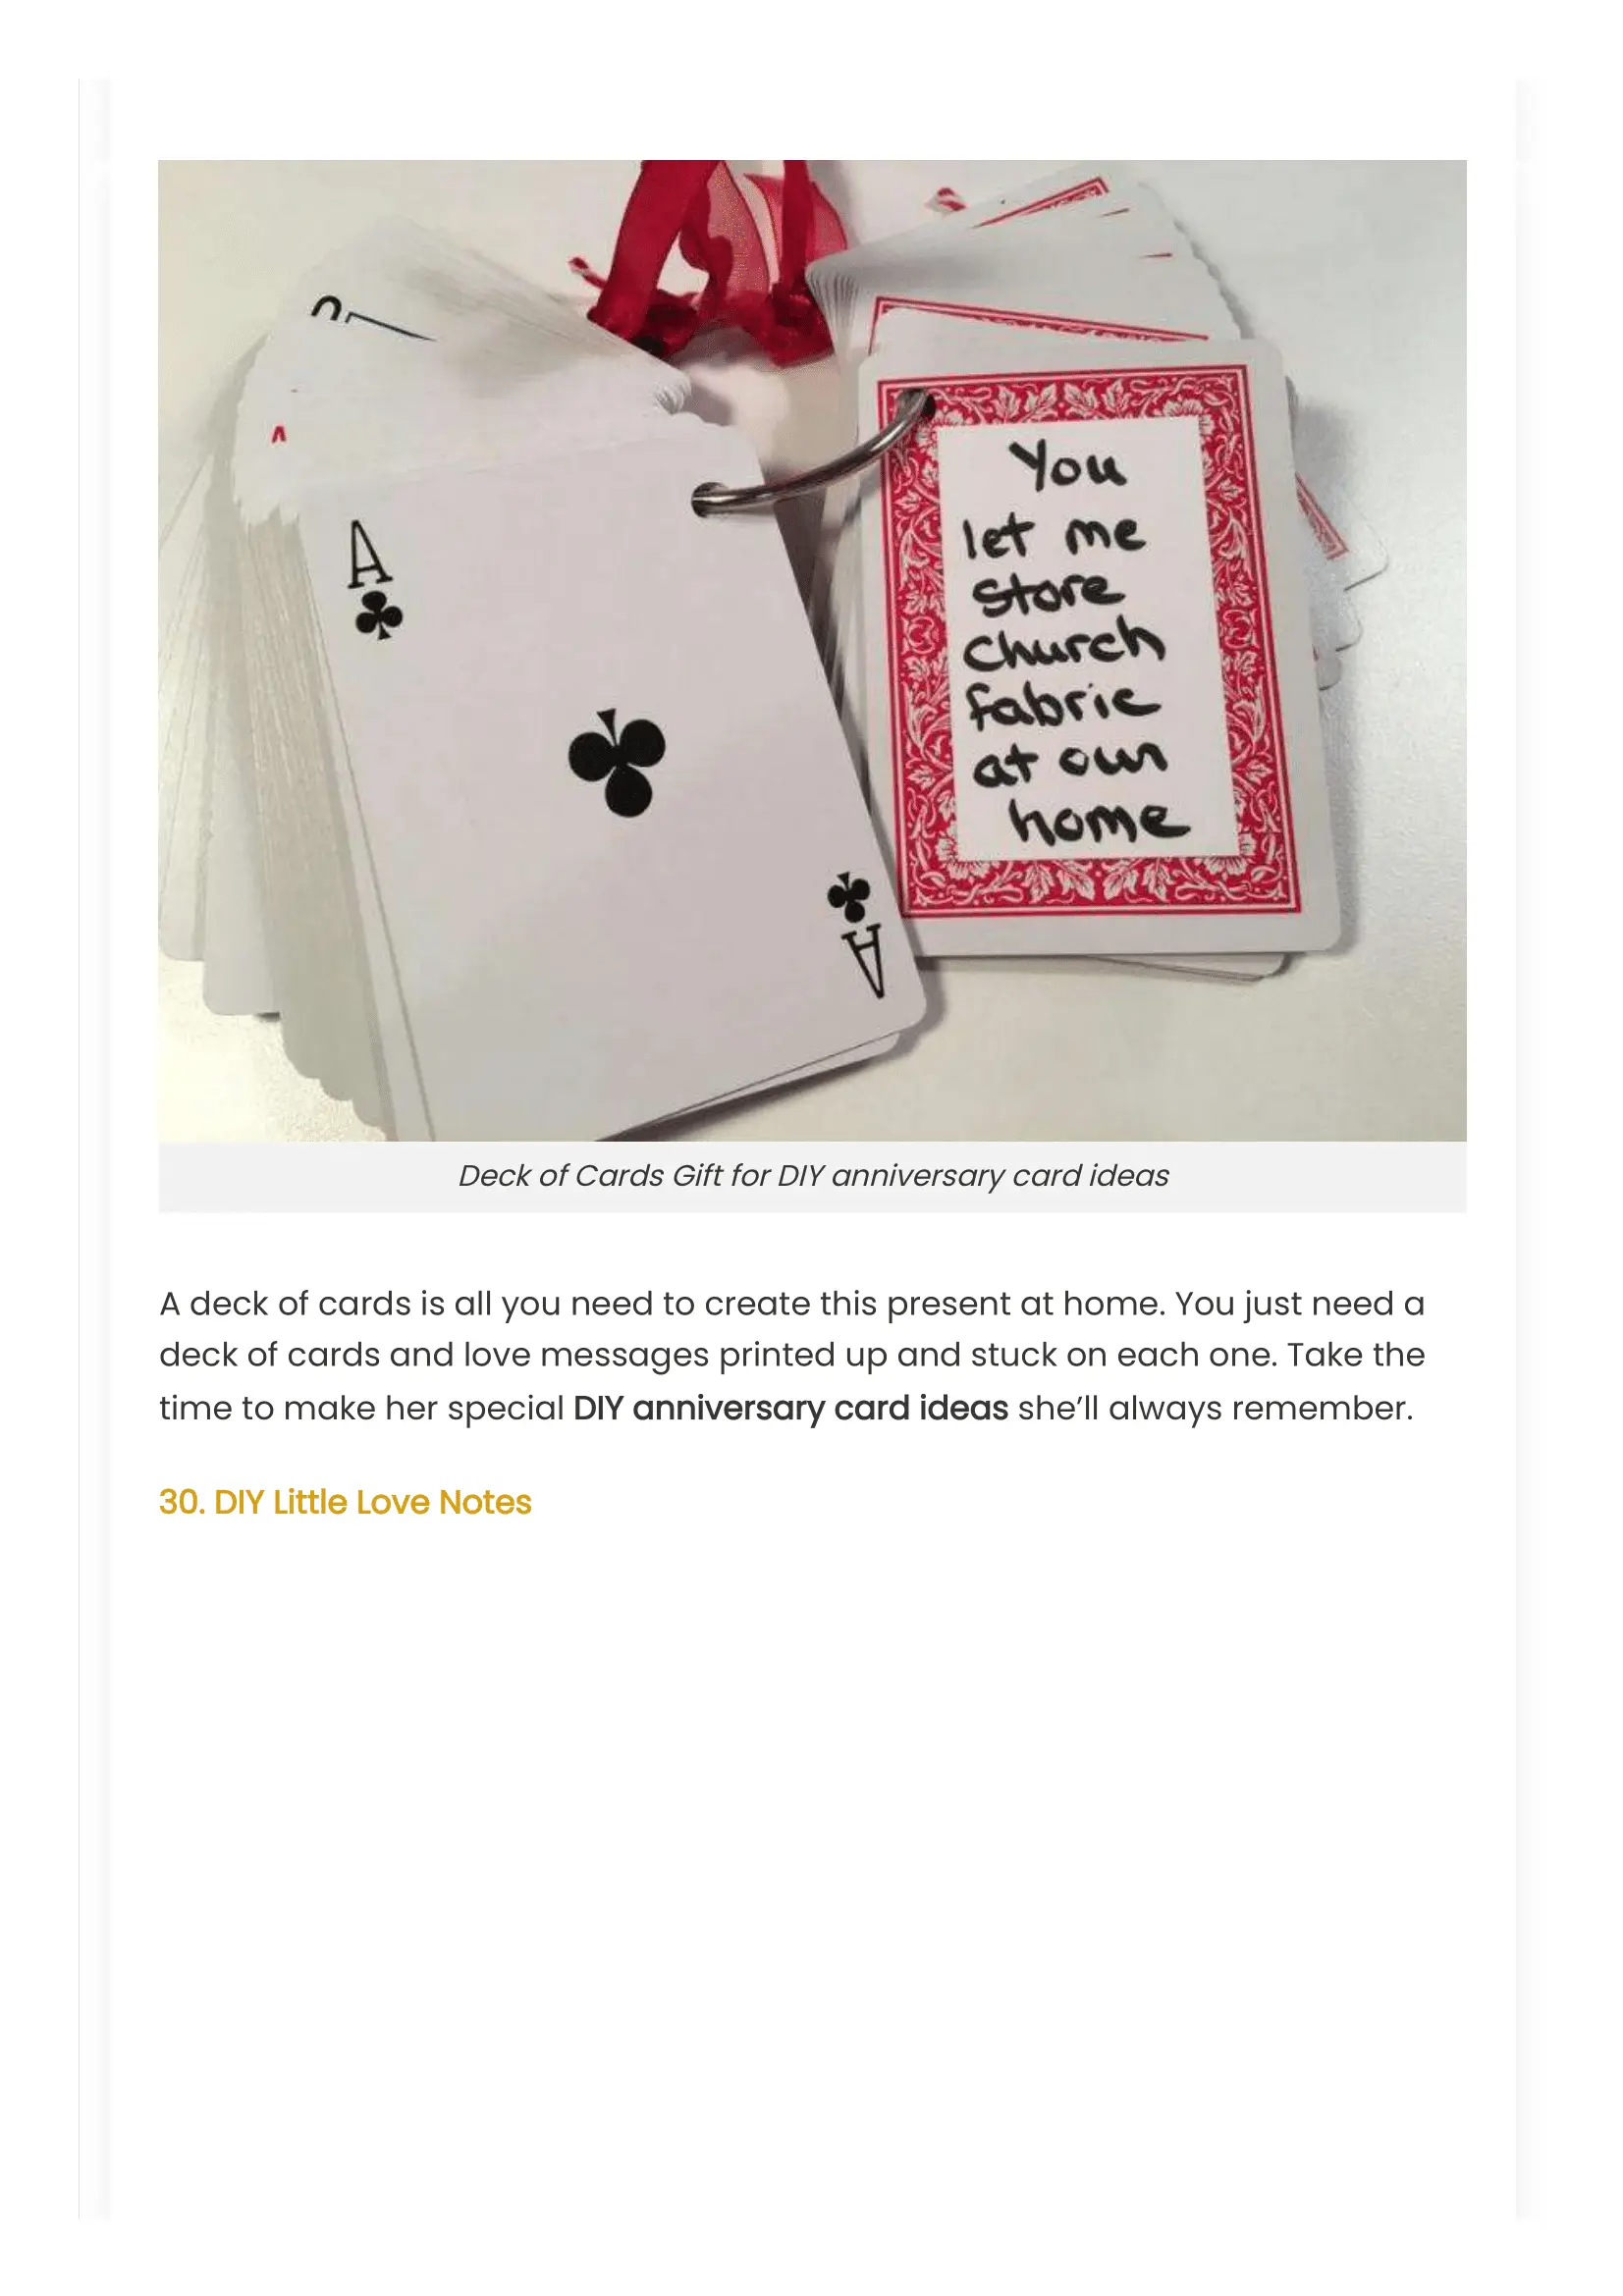 A
A
You
let me
store
church
fabric
at our
home
Deck of Cards Gift for DIY anniversary card ideas
A deck of cards is all you need to create this present at home. You just need a
deck of cards and love messages printed up and stuck on each one. Take the
time to make her special DIY anniversary card ideas she’ll always remember.
30. DIY Little Love Notes